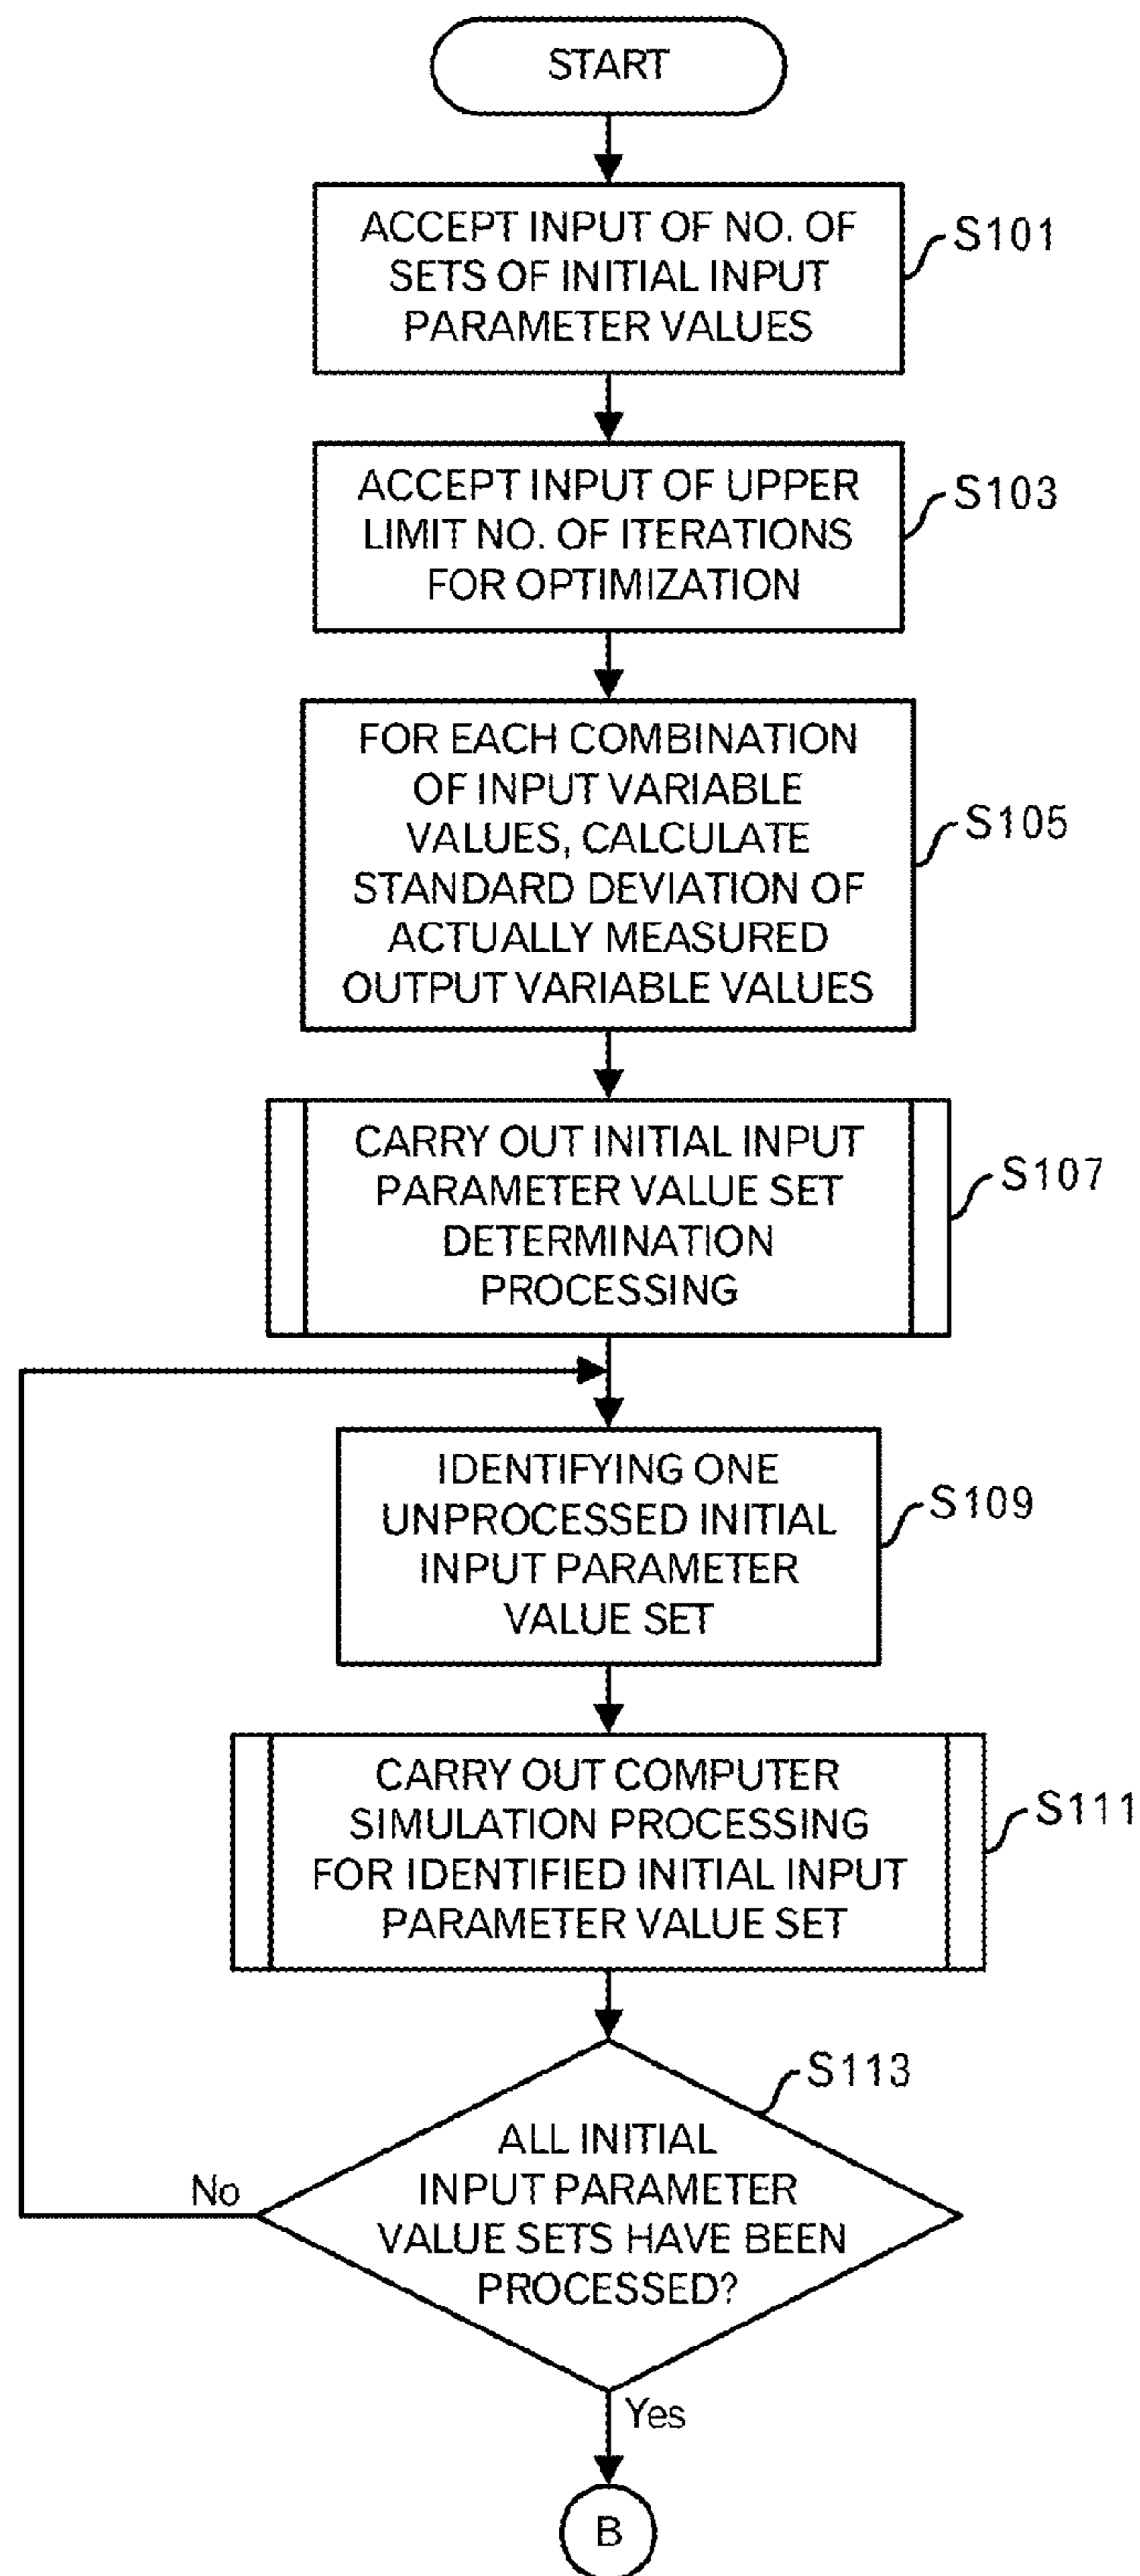 START
ACCEPT INPUT OF NO. OF
SETS OF INITIAL INPUT
PARAMETER VALUES
S101
ACCEPT INPUT OF UPPER
LIMIT NO. OF ITERATIONS
FOR OPTIMIZATION
S103
FOR EACH COMBINATION
OF INPUT VARIABLE
VALUES, CALCULATE
STANDARD DEVIATION OF
ACTUALLY MEASURED
OUTPUT VARIABLE VALUES
S105
CARRY OUT INITIAL INPUT
PARAMETER VALUE SET
DETERMINATION
PROCESSING
S107
IDENTIFYING ONE
UNPROCESSED INITIAL
INPUT PARAMETER
VALUE SET
S109
CARRY OUT COMPUTER
SIMULATION PROCESSING
FOR IDENTIFIED INITIAL INPUT
PARAMETER VALUE SET
S111
S113
ALL INITIAL
INPUT PARAMETER
VALUE SETS HAVE BEEN
PROCESSED?
No
Yes
B